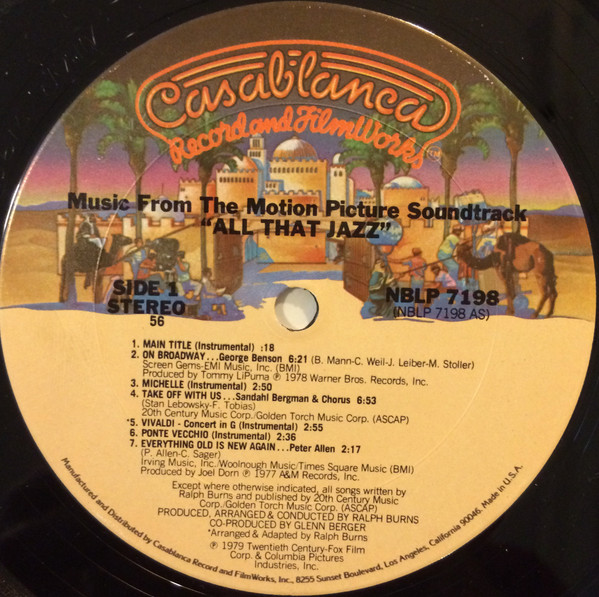 Casablanca
Record and FilmWorks
Music From The Motion Picture Soundtrack
"ALL THAT JAZZ"
SIDE 1
STEREO
56
NBLP 7198
(NBLP 7198 AS)
1. MAIN TITLE (Instrumental) :18
2. ON BROADWAY...George Benson 6:21 (B. Mann-C. Weil-J. Leiber-M. Stoller)
Screen Gems-EMI Music, Inc. (BMI)
Produced by Tommy LiPurna ℗ 1978 Warner Bros. Records, Inc.
3. MICHELLE (Instrumental) 2:50
4. TAKE OFF WITH US...Sandahl Bergman & Chorus 6:53
(Stan Lebowsky-F. Tobias)
20th Century Music Corp./Golden Torch Music Corp. (ASCAP)
*5. VIVALDI - Concert in G (Instrumental) 2:55
6. PONTE VECCHIO (Instrumental) 2:36
7. EVERYTHING OLD IS NEW AGAIN...Peter Allen 2:17
(P. Allen-C. Sager)
Irving Music, Inc./Woolnough Music/Times Square Music (BMI)
Produced by Joel Dorn ℗ 1977 A&M Records, Inc.
Except where otherwise indicated, all songs written by
Ralph Burns and published by 20th Century Music
Corp./Golden Torch Music Corp. (ASCAP)
PRODUCED, ARRANGED & CONDUCTED BY RALPH BURNS
CO-PRODUCED BY GLENN BERGER
*Arranged & Adapted by Ralph Burns
℗ 1979 Twentieth Century-Fox Film
Corp. & Columbia Pictures
Industries, Inc.
Manufactured and Distributed by Casablanca Record and FilmWorks, Inc., 8255 Sunset Boulevard, Los Angeles, California 90046, Made in U.S.A.